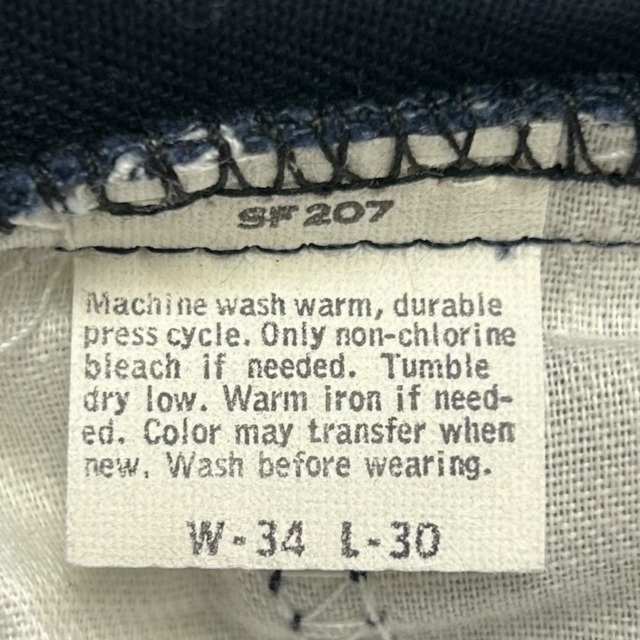 SF 207
Machine wash warm, durable
press cycle. Only non-chlorine
bleach if needed. Tumble
dry low. Warm iron if need-
ed. Color may transfer when
new. Wash before wearing.
W-34 L-30